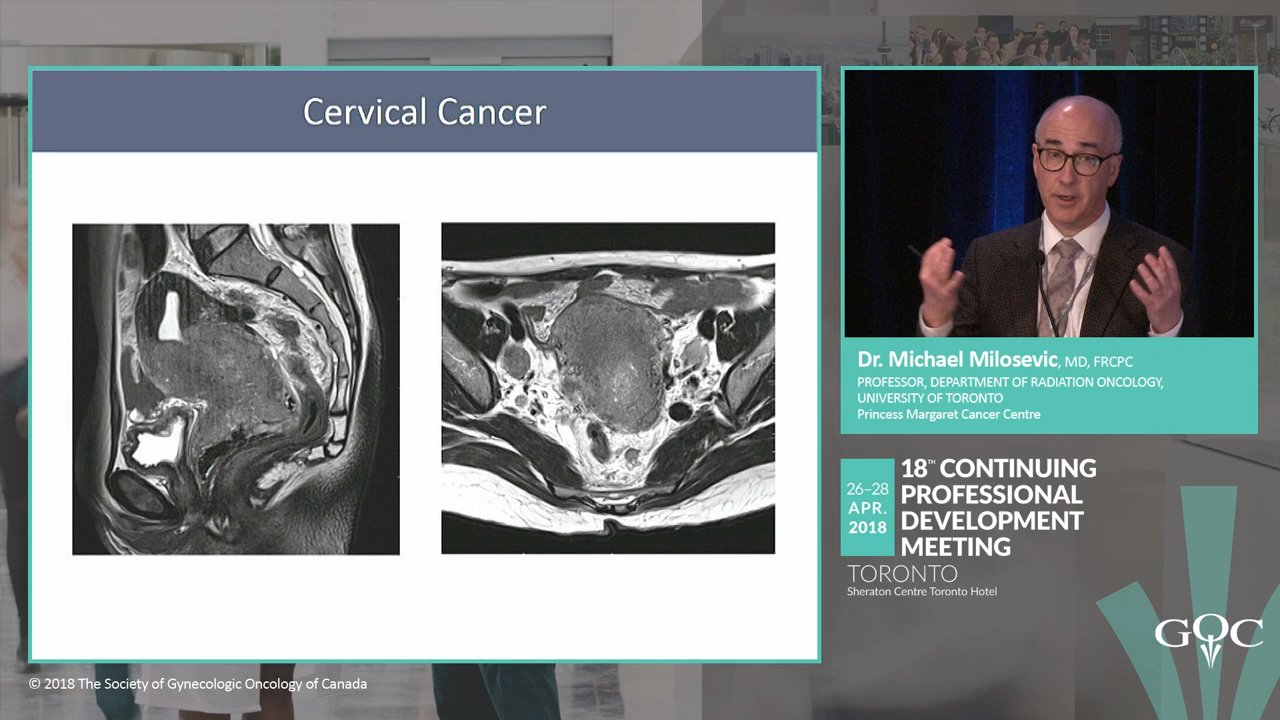 Cervical Cancer
Dr. Michael Milosevic, MD, FRCPC
PROFESSOR, DEPARTMENT OF RADIATION ONCOLOGY,
UNIVERSITY OF TORONTO
Princess Margaret Cancer Centre
26–28
APR.
2018
18TH CONTINUING
PROFESSIONAL
DEVELOPMENT
MEETING
TORONTO
Sheraton Centre Toronto Hotel
GOC
© 2018 The Society of Gynecologic Oncology of Canada